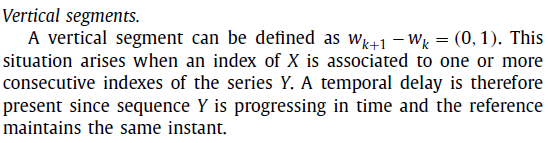 Vertical segments.
A vertical segment can be defined as wₖ₊₁ − wₖ = (0, 1). This
situation arises when an index of X is associated to one or more
consecutive indexes of the series Y. A temporal delay is therefore
present since sequence Y is progressing in time and the reference
maintains the same instant.